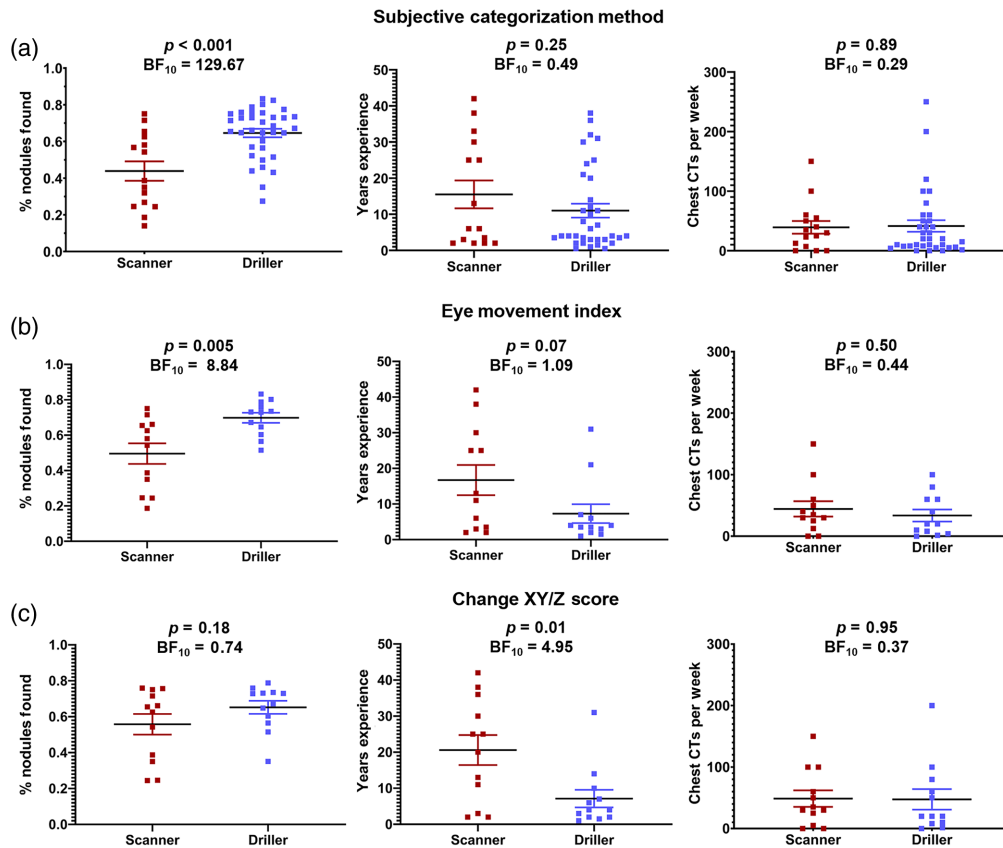 Subjective categorization method
(a)
p < 0.001
BF10 = 129.67
% nodules found
1.0
0.8
0.6
0.4
0.2
0.0
Scanner
Driller
p = 0.25
BF10 = 0.49
Years experience
50
40
30
20
10
0
Scanner
Driller
p = 0.89
BF10 = 0.29
Chest CTs per week
300
200
100
0
Scanner
Driller
Eye movement index
(b)
p = 0.005
BF10 = 8.84
% nodules found
1.0
0.8
0.6
0.4
0.2
0.0
Scanner
Driller
p = 0.07
BF10 = 1.09
Years experience
50
40
30
20
10
0
Scanner
Driller
p = 0.50
BF10 = 0.44
Chest CTs per week
300
200
100
0
Scanner
Driller
Change XY/Z score
(c)
p = 0.18
BF10 = 0.74
% nodules found
1.0
0.8
0.6
0.4
0.2
0.0
Scanner
Driller
p = 0.01
BF10 = 4.95
Years experience
50
40
30
20
10
0
Scanner
Driller
p = 0.95
BF10 = 0.37
Chest CTs per week
300
200
100
0
Scanner
Driller